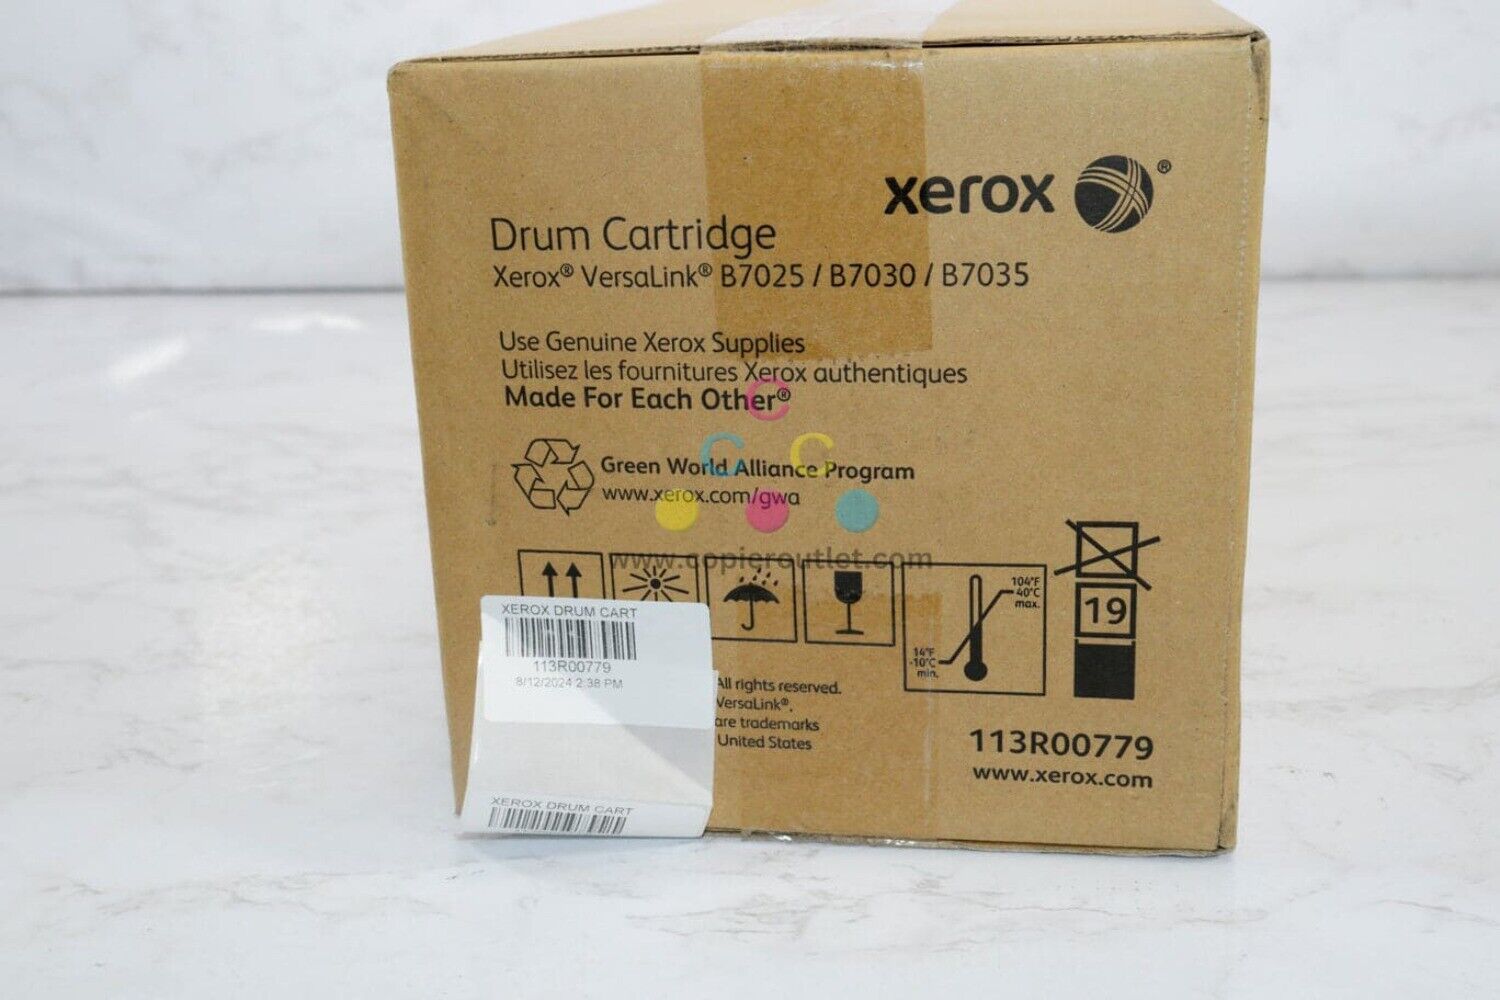 xerox ®
Drum Cartridge
Xerox® VersaLink® B7025 / B7030 / B7035
Use Genuine Xerox Supplies
Utilisez les fournitures Xerox authentiques
Made For Each Other®
C
C C
Green World Alliance Program
www.xerox.com/gwa
www.copieroutlet.com
104°F
40°C
max.
14°F
-10°C
min.
19
XEROX DRUM CART
113R00779
8/12/2024 2:38 PM
All rights reserved.
VersaLink®,
are trademarks
United States
113R00779
www.xerox.com
XEROX DRUM CART